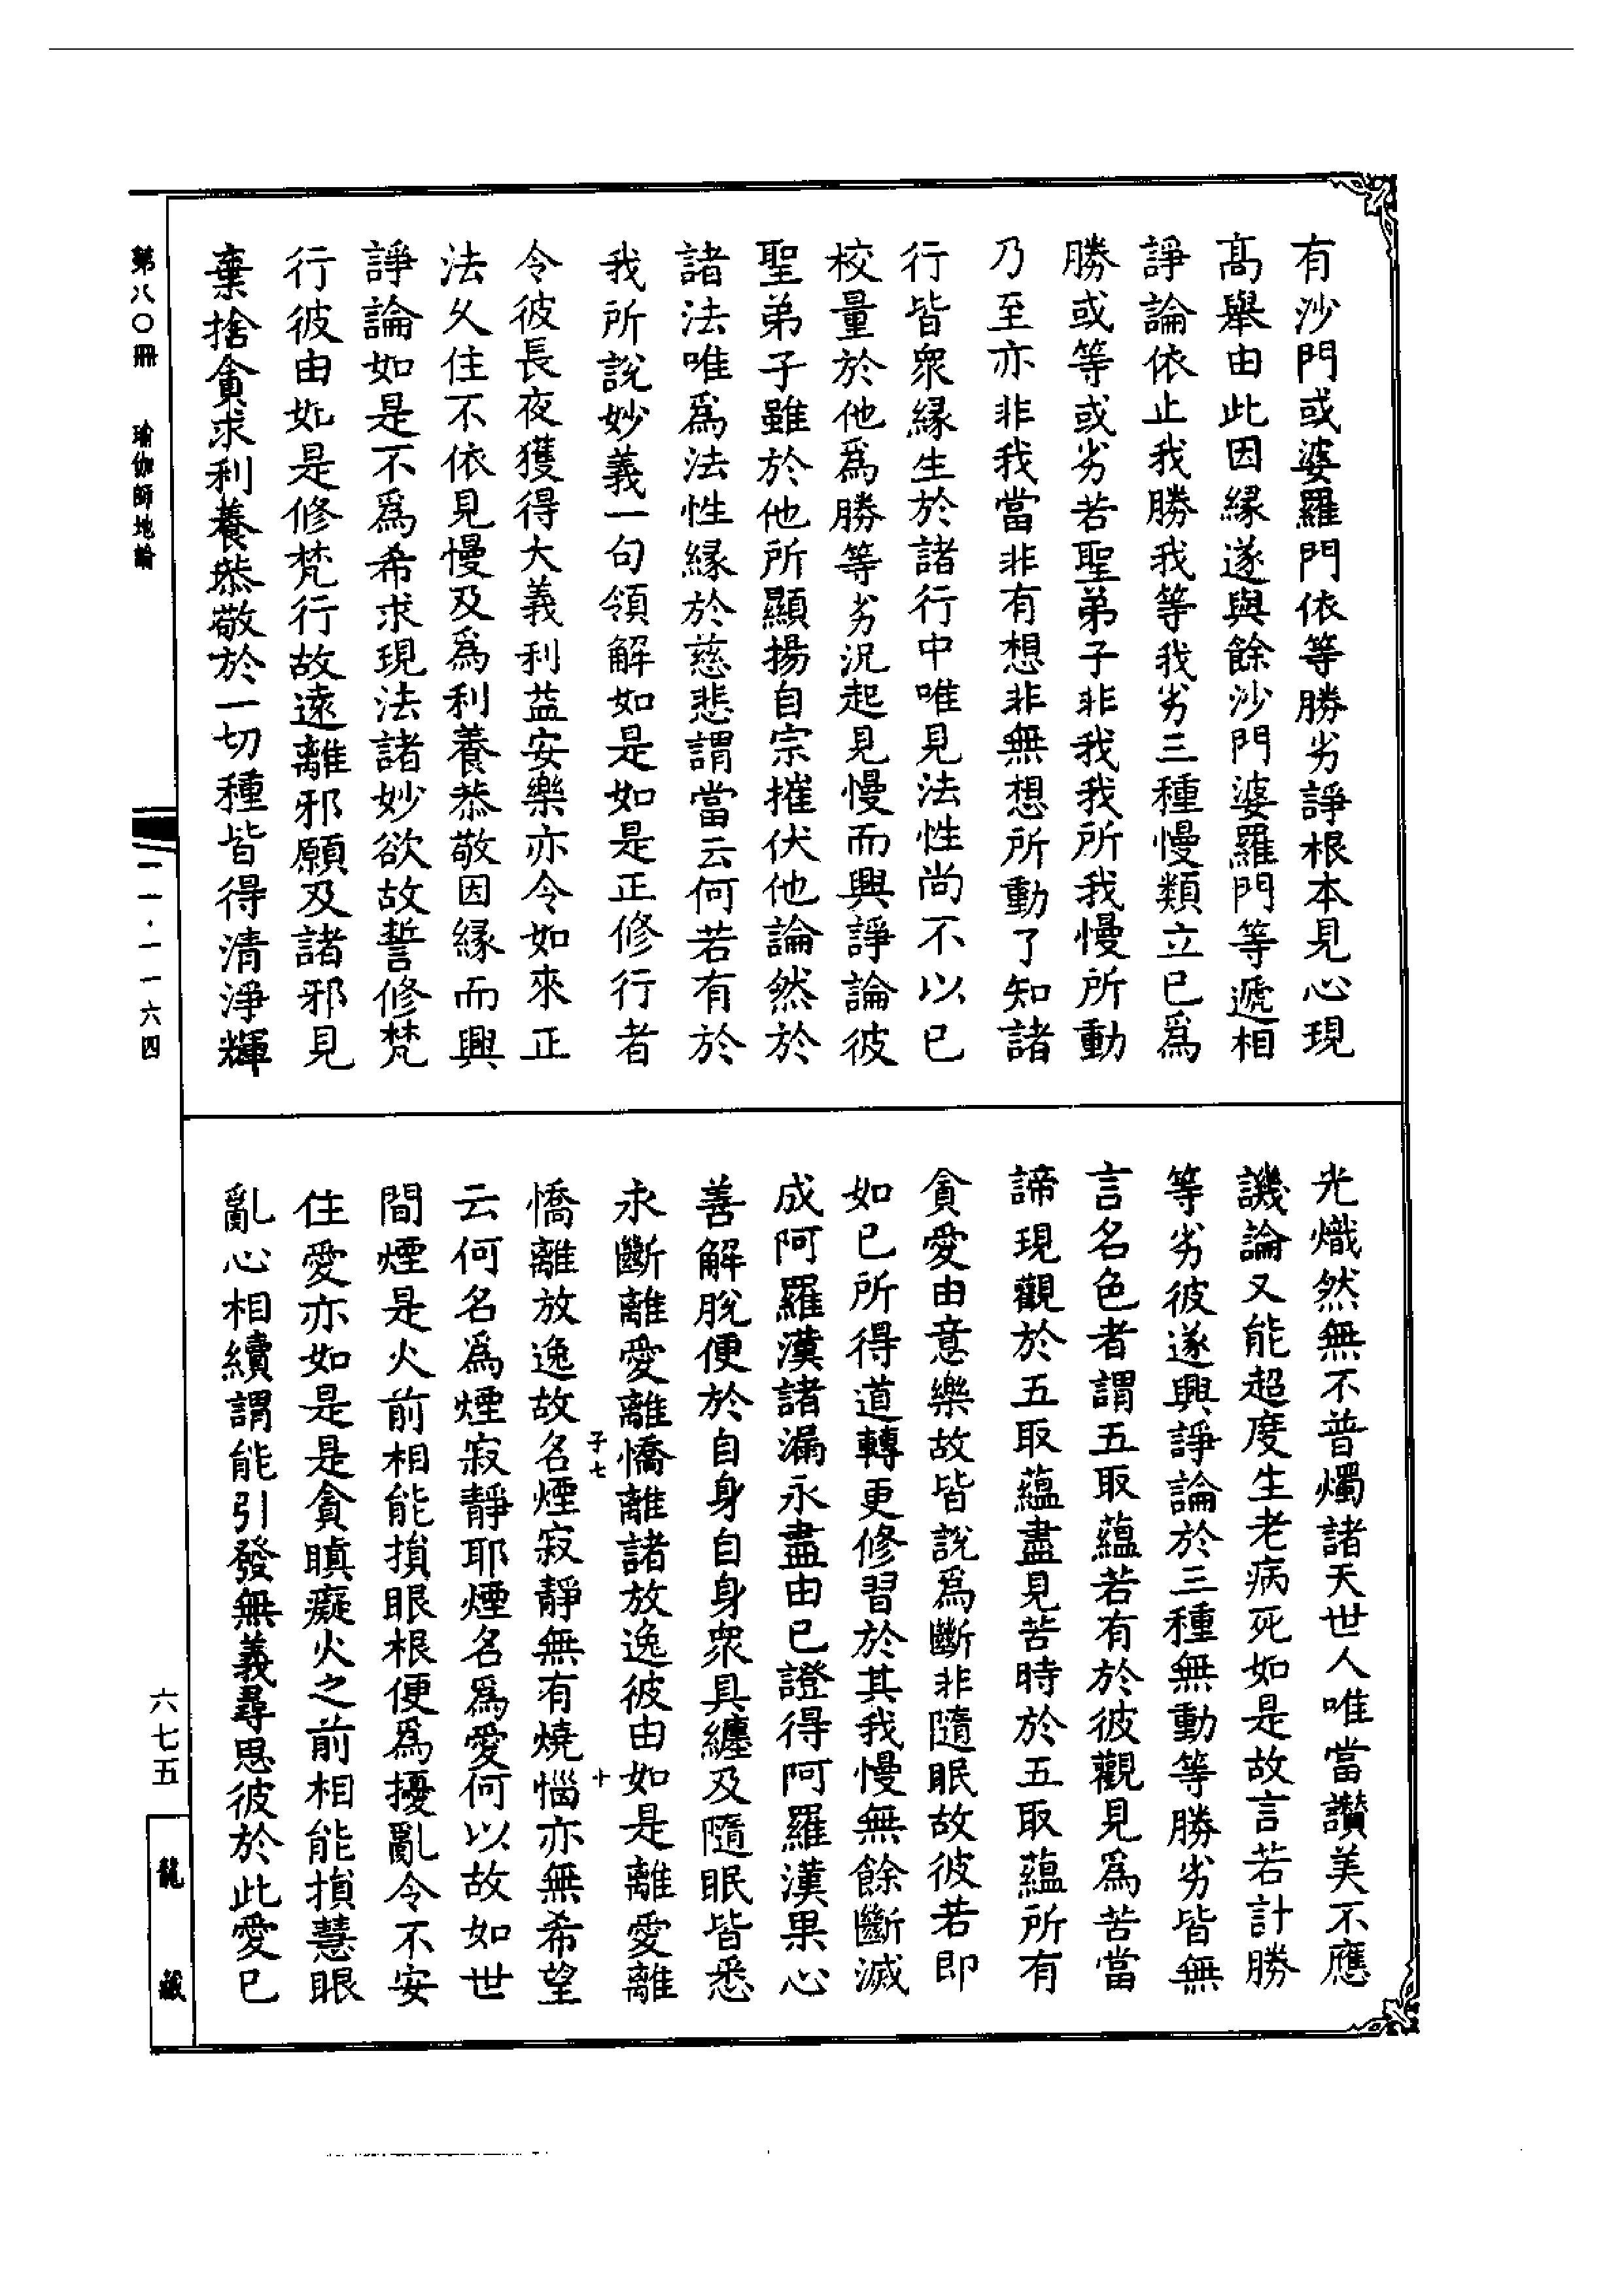 有沙門或婆羅門依等勝劣諍根本見心現
髙舉由此因縁遂與餘沙門婆羅門等遞相
諍論依止我勝我等我劣三種慢類立已爲
勝或等或劣若聖弟子非我我所我慢所動
乃至亦非我當非有想非無想所動了知諸
行皆衆縁生於諸行中唯見法性尚不以已
校量於他爲勝等劣況起見慢而興諍論彼
聖弟子雖於他所顯揚自宗摧伏他論然於
諸法唯爲法性縁於慈悲謂當云何若有於
我所説妙義一句領解如是如是正修行者
令彼長夜獲得大義利益安樂亦令如來正
法久住不依見慢及爲利養恭敬因縁而興
諍論如是不爲希求現法諸妙欲故誓修梵
行彼由如是修梵行故遠離邪願及諸邪見
棄捨貪求利養恭敬於一切種皆得清淨輝
光熾然無不普燭諸天世人唯當讃美不應
譏論又能超度生老病死如是故言若計勝
等劣彼遂興諍論於三種無動等勝劣皆無
言名色者謂五取蘊若有於彼觀見爲苦當
諦現觀於五取蘊盡見苦時於五取蘊所有
貪愛由意樂故皆説爲斷非隨眠故彼若即
如已所得道轉更修習於其我慢無餘斷滅
成阿羅漢諸漏永盡由已證得阿羅漢果心
善解脫便於自身自身衆具纏及隨眠皆悉
永斷離愛離憍離諸放逸彼由如是離愛離
子七 十
憍離放逸故名煙寂靜無有燒惱亦無希望
云何名爲煙寂靜耶煙名爲愛何以故如世
間煙是火前相能損眼根便爲擾亂令不安
住愛亦如是是貪瞋癡火之前相能損慧眼
亂心相續謂能引發無義尋思彼於此愛已
第八〇冊 瑜伽師地論 一一·一一六四 六七五 龍藏